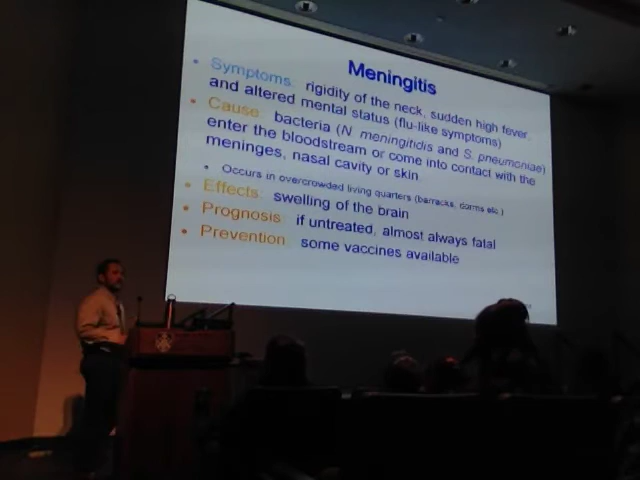 Meningitis
• Symptoms: rigidity of the neck, sudden high fever,
and altered mental status (flu-like symptoms)
• Cause: bacteria (N. meningitidis and S. pneumoniae)
enter the bloodstream or come into contact with the
meninges, nasal cavity or skin
• Occurs in overcrowded living quarters (barracks, dorms etc.)
• Effects: swelling of the brain
• Prognosis: if untreated, almost always fatal
• Prevention: some vaccines available